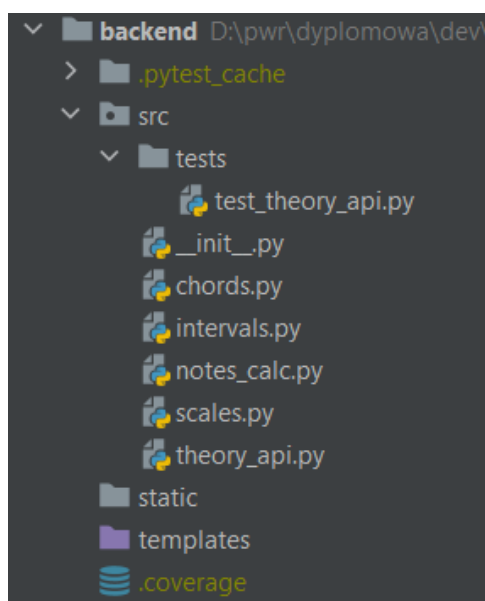 backend D:\pwr\dyplomowa\dev\
.pytest_cache
src
tests
test_theory_api.py
__init__.py
chords.py
intervals.py
notes_calc.py
scales.py
theory_api.py
static
templates
.coverage